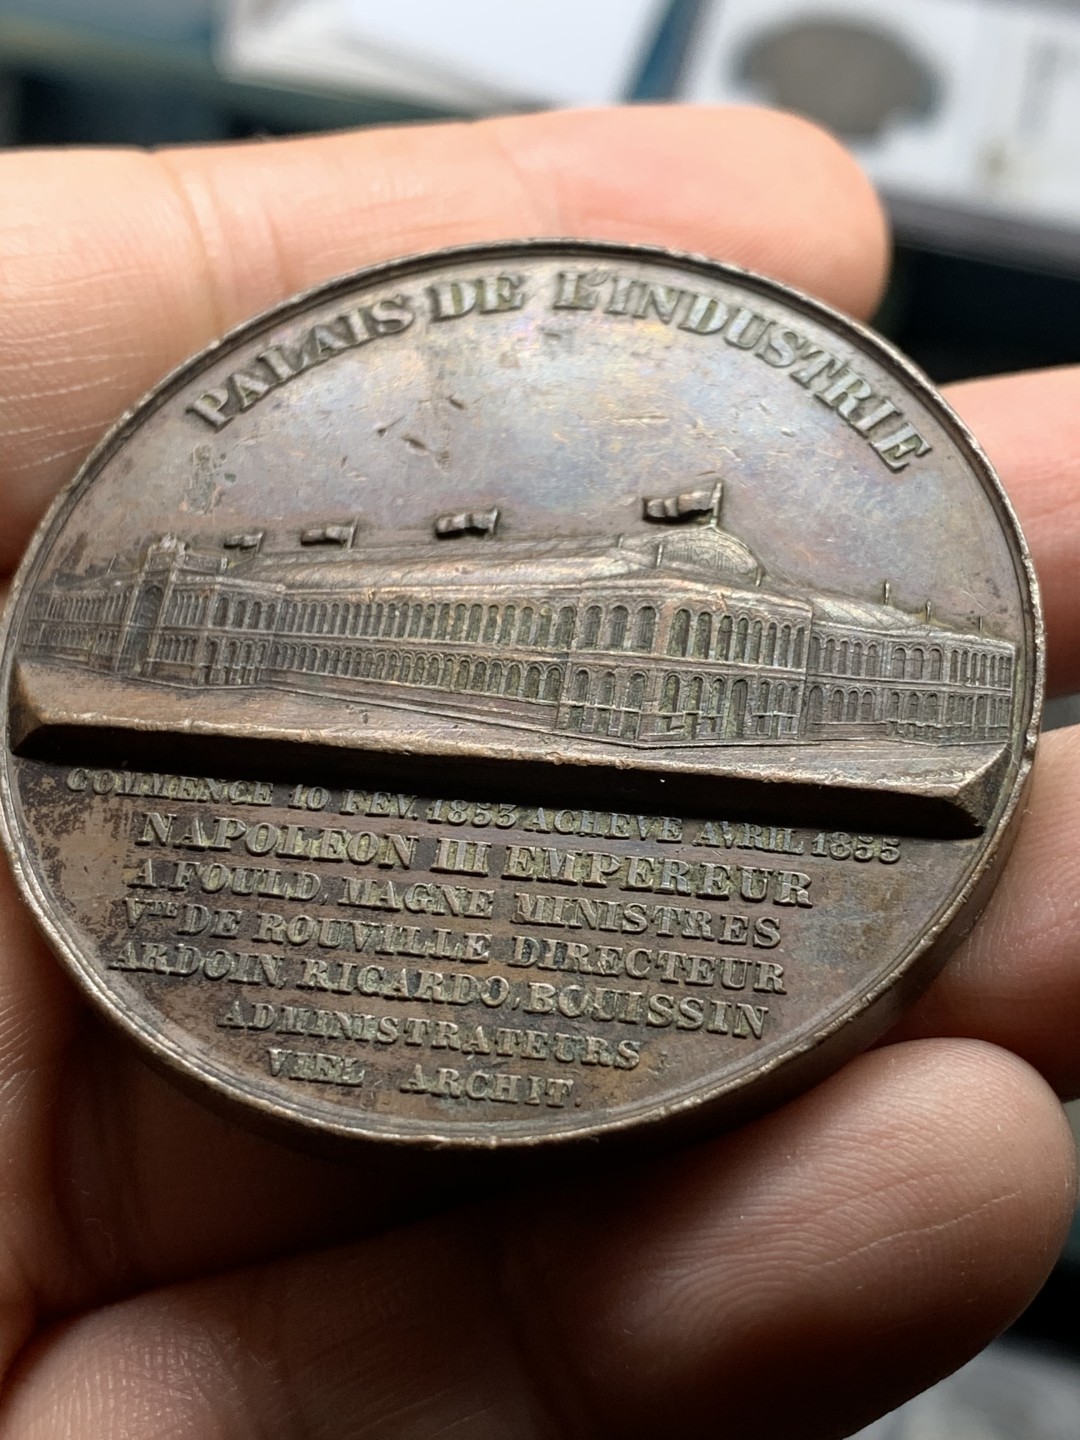 PALAIS DE L'INDUSTRIE
COMMENCE 10 FEV. 1853 ACHEVE AVRIL 1855
NAPOLEON III EMPEREUR
A. FOULD, MAGNE MINISTRES
VTE DE ROUVILLE DIRECTEUR
ARDOIN, RICARDO, BOUISSIN
ADMINISTRATEURS
VIEL ARCHIT.